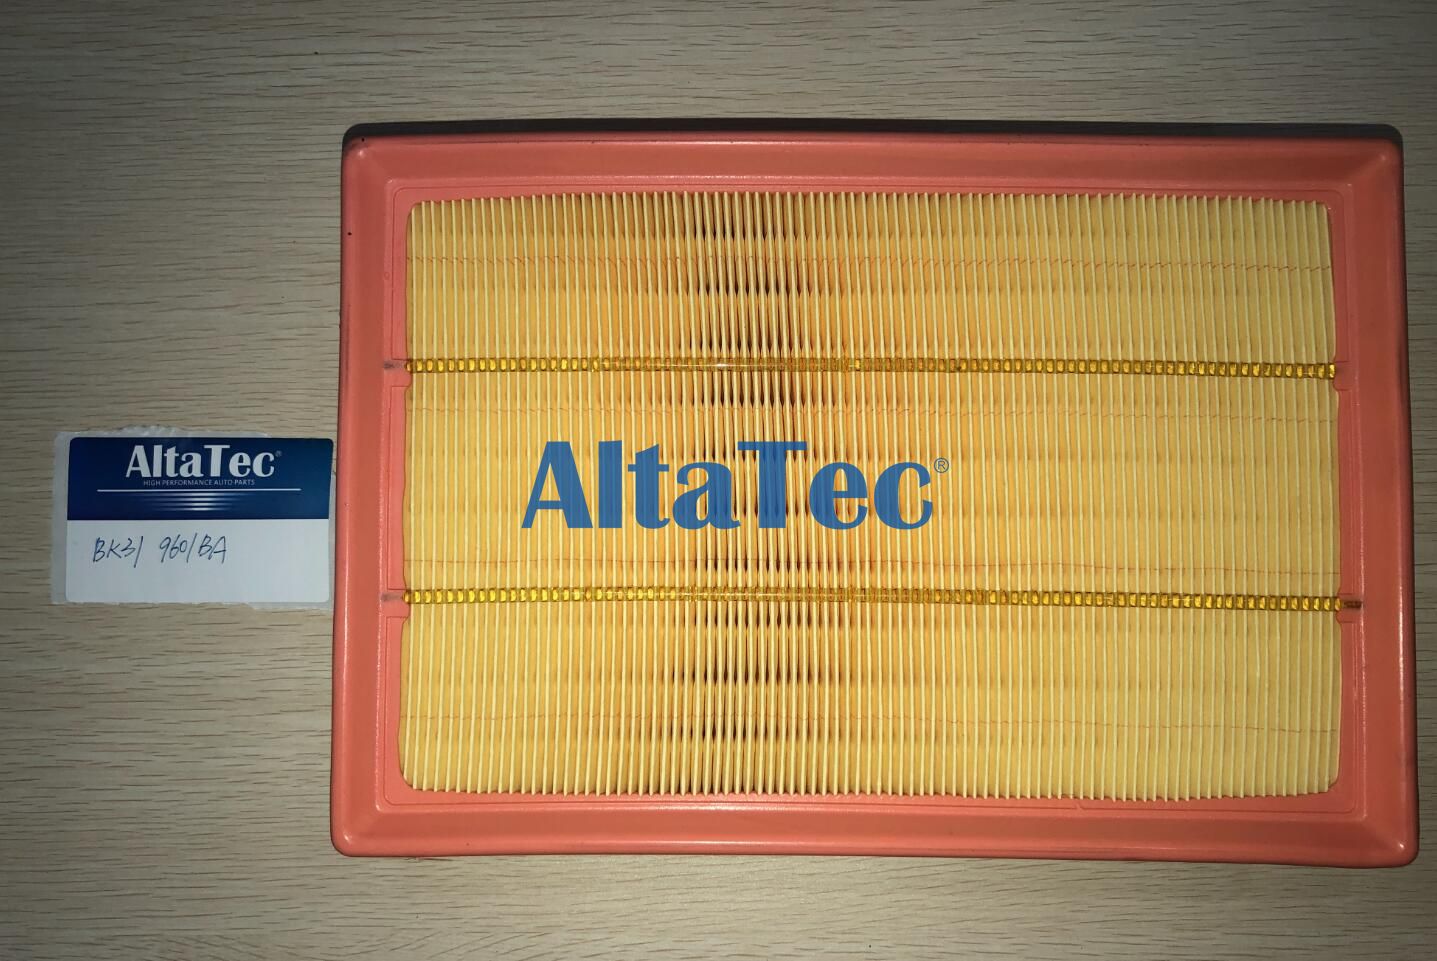 AltaTec®
HIGH PERFORMANCE AUTO PARTS
BK31 9601BA
AltaTec®